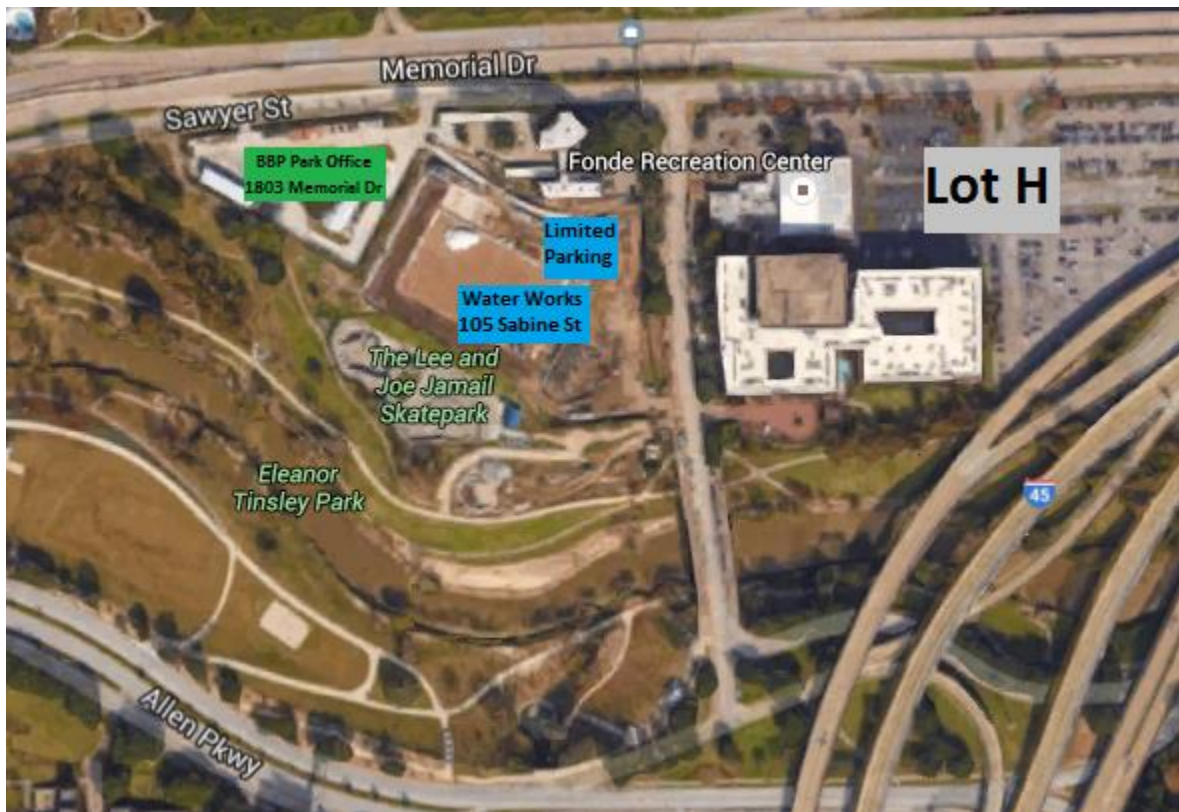 Memorial Dr
Sawyer St
BBP Park Office
1803 Memorial Dr
Fonde Recreation Center
Lot H
Limited
Parking
Water Works
105 Sabine St
The Lee and
Joe Jamail
Skatepark
Eleanor
Tinsley Park
45
Allen Pkwy